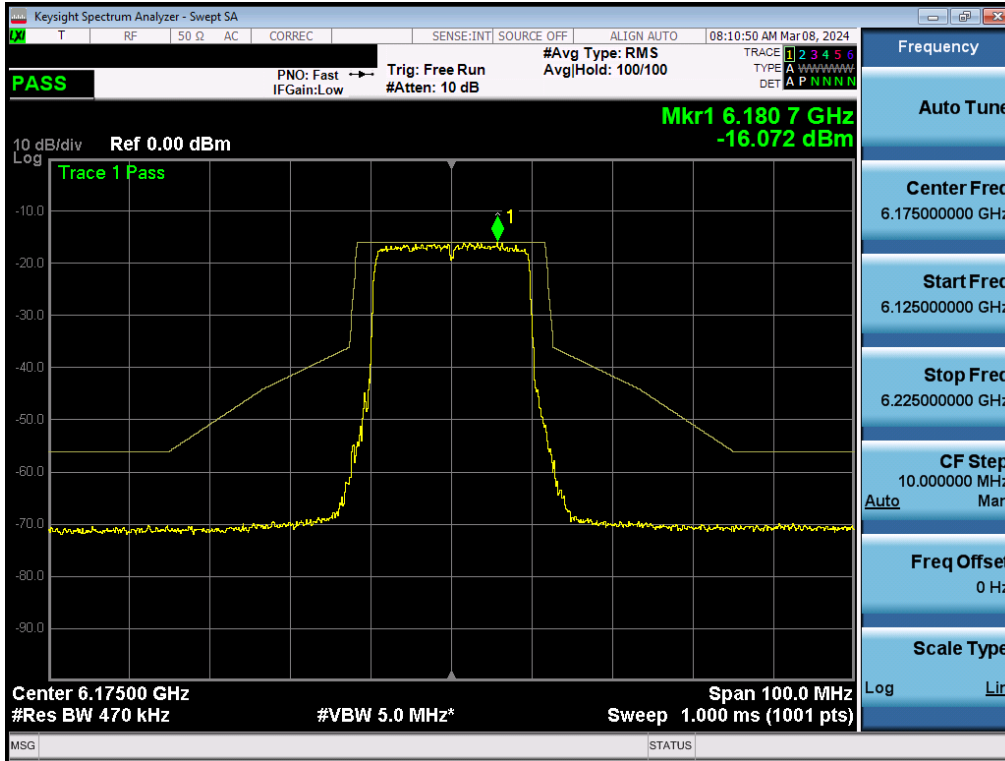 Keysight Spectrum Analyzer - Swept SA
LXI T RF 50 Ω AC CORREC SENSE:INT SOURCE OFF ALIGN AUTO 08:10:50 AM Mar 08, 2024
PASS
PNO: Fast
IFGain:Low
Trig: Free Run
#Atten: 10 dB
#Avg Type: RMS
Avg|Hold: 100/100
TRACE 1 2 3 4 5 6
TYPE A WWWWW
DET A P N N N N
Mkr1 6.180 7 GHz
-16.072 dBm
10 dB/div Ref 0.00 dBm
Log
Trace 1 Pass
1
-10.0
-20.0
-30.0
-40.0
-50.0
-60.0
-70.0
-80.0
-90.0
Center 6.17500 GHz Span 100.0 MHz
#Res BW 470 kHz #VBW 5.0 MHz* Sweep 1.000 ms (1001 pts)
MSG STATUS
Frequency
Auto Tune
Center Freq
6.175000000 GHz
Start Freq
6.125000000 GHz
Stop Freq
6.225000000 GHz
CF Step
10.000000 MHz
Auto Man
Freq Offset
0 Hz
Scale Type
Log Lin